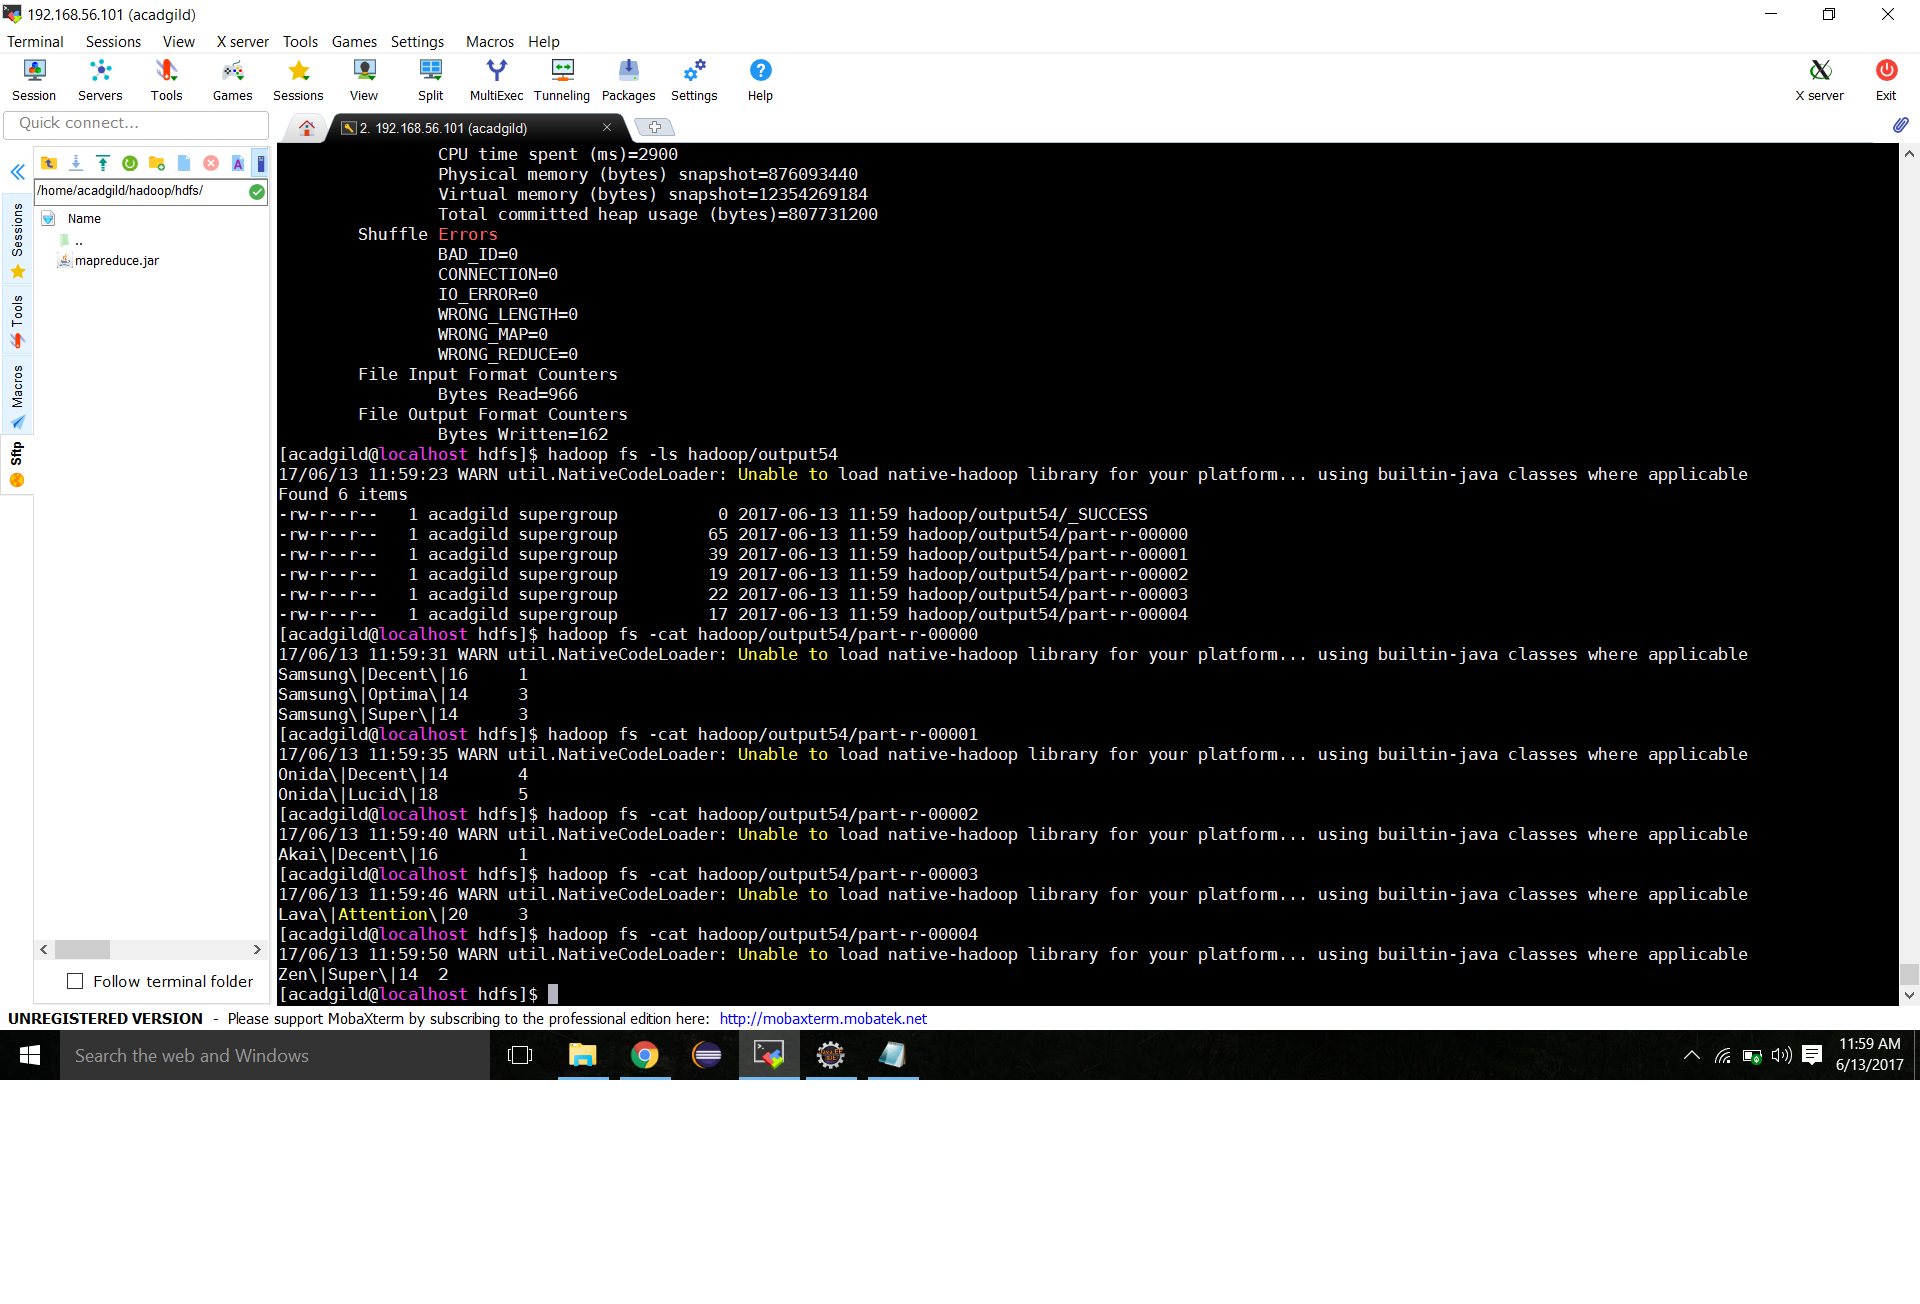 192.168.56.101 (acadgild)
Terminal Sessions View X server Tools Games Settings Macros Help
Session Servers Tools Games Sessions View Split MultiExec Tunneling Packages Settings Help X server Exit
Quick connect...
2. 192.168.56.101 (acadgild)
/home/acadgild/hadoop/hdfs/
Name
..
mapreduce.jar
Sessions
Tools
Macros
Sftp
Follow terminal folder
CPU time spent (ms)=2900
Physical memory (bytes) snapshot=876093440
Virtual memory (bytes) snapshot=12354269184
Total committed heap usage (bytes)=807731200
Shuffle Errors
BAD_ID=0
CONNECTION=0
IO_ERROR=0
WRONG_LENGTH=0
WRONG_MAP=0
WRONG_REDUCE=0
File Input Format Counters
Bytes Read=966
File Output Format Counters
Bytes Written=162
[acadgild@localhost hdfs]$ hadoop fs -ls hadoop/output54
17/06/13 11:59:23 WARN util.NativeCodeLoader: Unable to load native-hadoop library for your platform... using builtin-java classes where applicable
Found 6 items
-rw-r--r--   1 acadgild supergroup          0 2017-06-13 11:59 hadoop/output54/_SUCCESS
-rw-r--r--   1 acadgild supergroup         65 2017-06-13 11:59 hadoop/output54/part-r-00000
-rw-r--r--   1 acadgild supergroup         39 2017-06-13 11:59 hadoop/output54/part-r-00001
-rw-r--r--   1 acadgild supergroup         19 2017-06-13 11:59 hadoop/output54/part-r-00002
-rw-r--r--   1 acadgild supergroup         22 2017-06-13 11:59 hadoop/output54/part-r-00003
-rw-r--r--   1 acadgild supergroup         17 2017-06-13 11:59 hadoop/output54/part-r-00004
[acadgild@localhost hdfs]$ hadoop fs -cat hadoop/output54/part-r-00000
17/06/13 11:59:31 WARN util.NativeCodeLoader: Unable to load native-hadoop library for your platform... using builtin-java classes where applicable
Samsung\|Decent\|16     1
Samsung\|Optima\|14     3
Samsung\|Super\|14      3
[acadgild@localhost hdfs]$ hadoop fs -cat hadoop/output54/part-r-00001
17/06/13 11:59:35 WARN util.NativeCodeLoader: Unable to load native-hadoop library for your platform... using builtin-java classes where applicable
Onida\|Decent\|14       4
Onida\|Lucid\|18        5
[acadgild@localhost hdfs]$ hadoop fs -cat hadoop/output54/part-r-00002
17/06/13 11:59:40 WARN util.NativeCodeLoader: Unable to load native-hadoop library for your platform... using builtin-java classes where applicable
Akai\|Decent\|16        1
[acadgild@localhost hdfs]$ hadoop fs -cat hadoop/output54/part-r-00003
17/06/13 11:59:46 WARN util.NativeCodeLoader: Unable to load native-hadoop library for your platform... using builtin-java classes where applicable
Lava\|Attention\|20     3
[acadgild@localhost hdfs]$ hadoop fs -cat hadoop/output54/part-r-00004
17/06/13 11:59:50 WARN util.NativeCodeLoader: Unable to load native-hadoop library for your platform... using builtin-java classes where applicable
Zen\|Super\|14  2
[acadgild@localhost hdfs]$
UNREGISTERED VERSION - Please support MobaXterm by subscribing to the professional edition here: http://mobaxterm.mobatek.net
Search the web and Windows
11:59 AM
6/13/2017